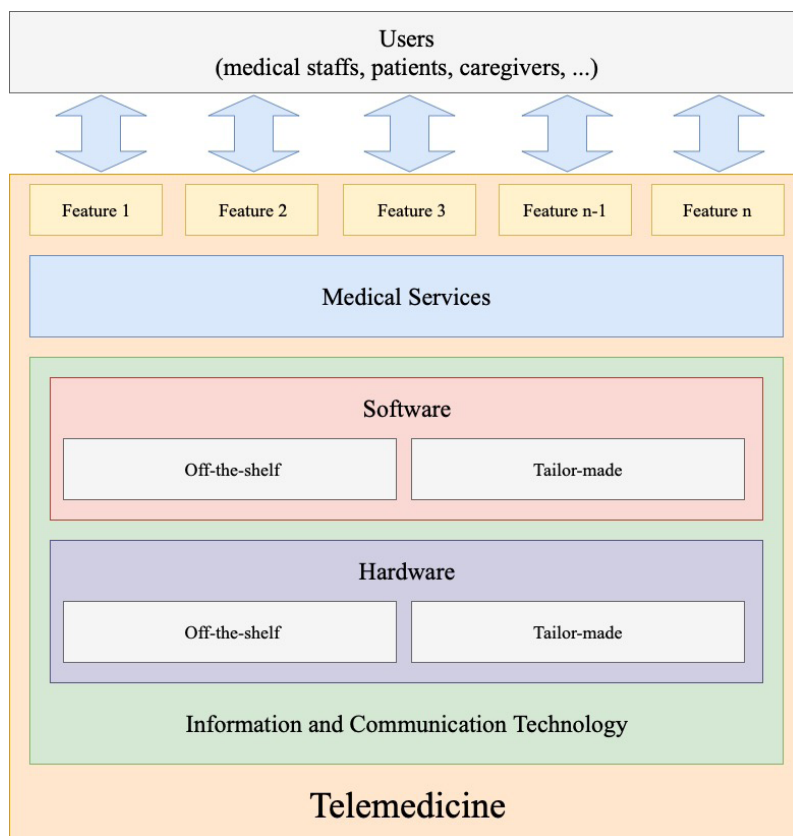 Users
(medical staffs, patients, caregivers, ...)
Feature 1
Feature 2
Feature 3
Feature n-1
Feature n
Medical Services
Software
Off-the-shelf
Tailor-made
Hardware
Off-the-shelf
Tailor-made
Information and Communication Technology
Telemedicine